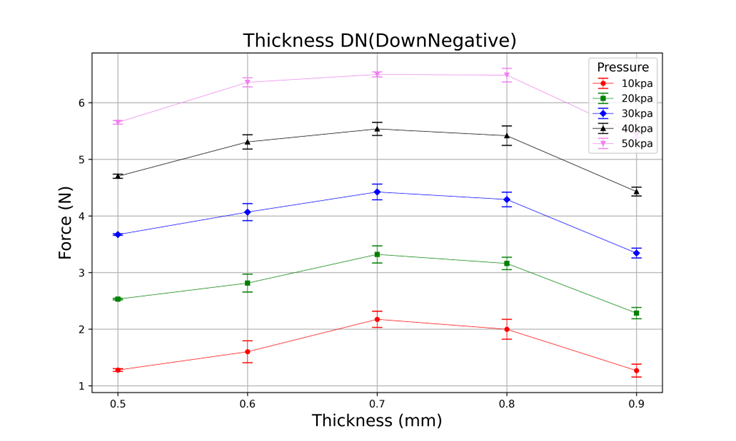 Thickness DN(DownNegative)
Pressure
10kpa
20kpa
30kpa
40kpa
50kpa
Force (N)
6
5
4
3
2
1
0.5 0.6 0.7 0.8 0.9
Thickness (mm)